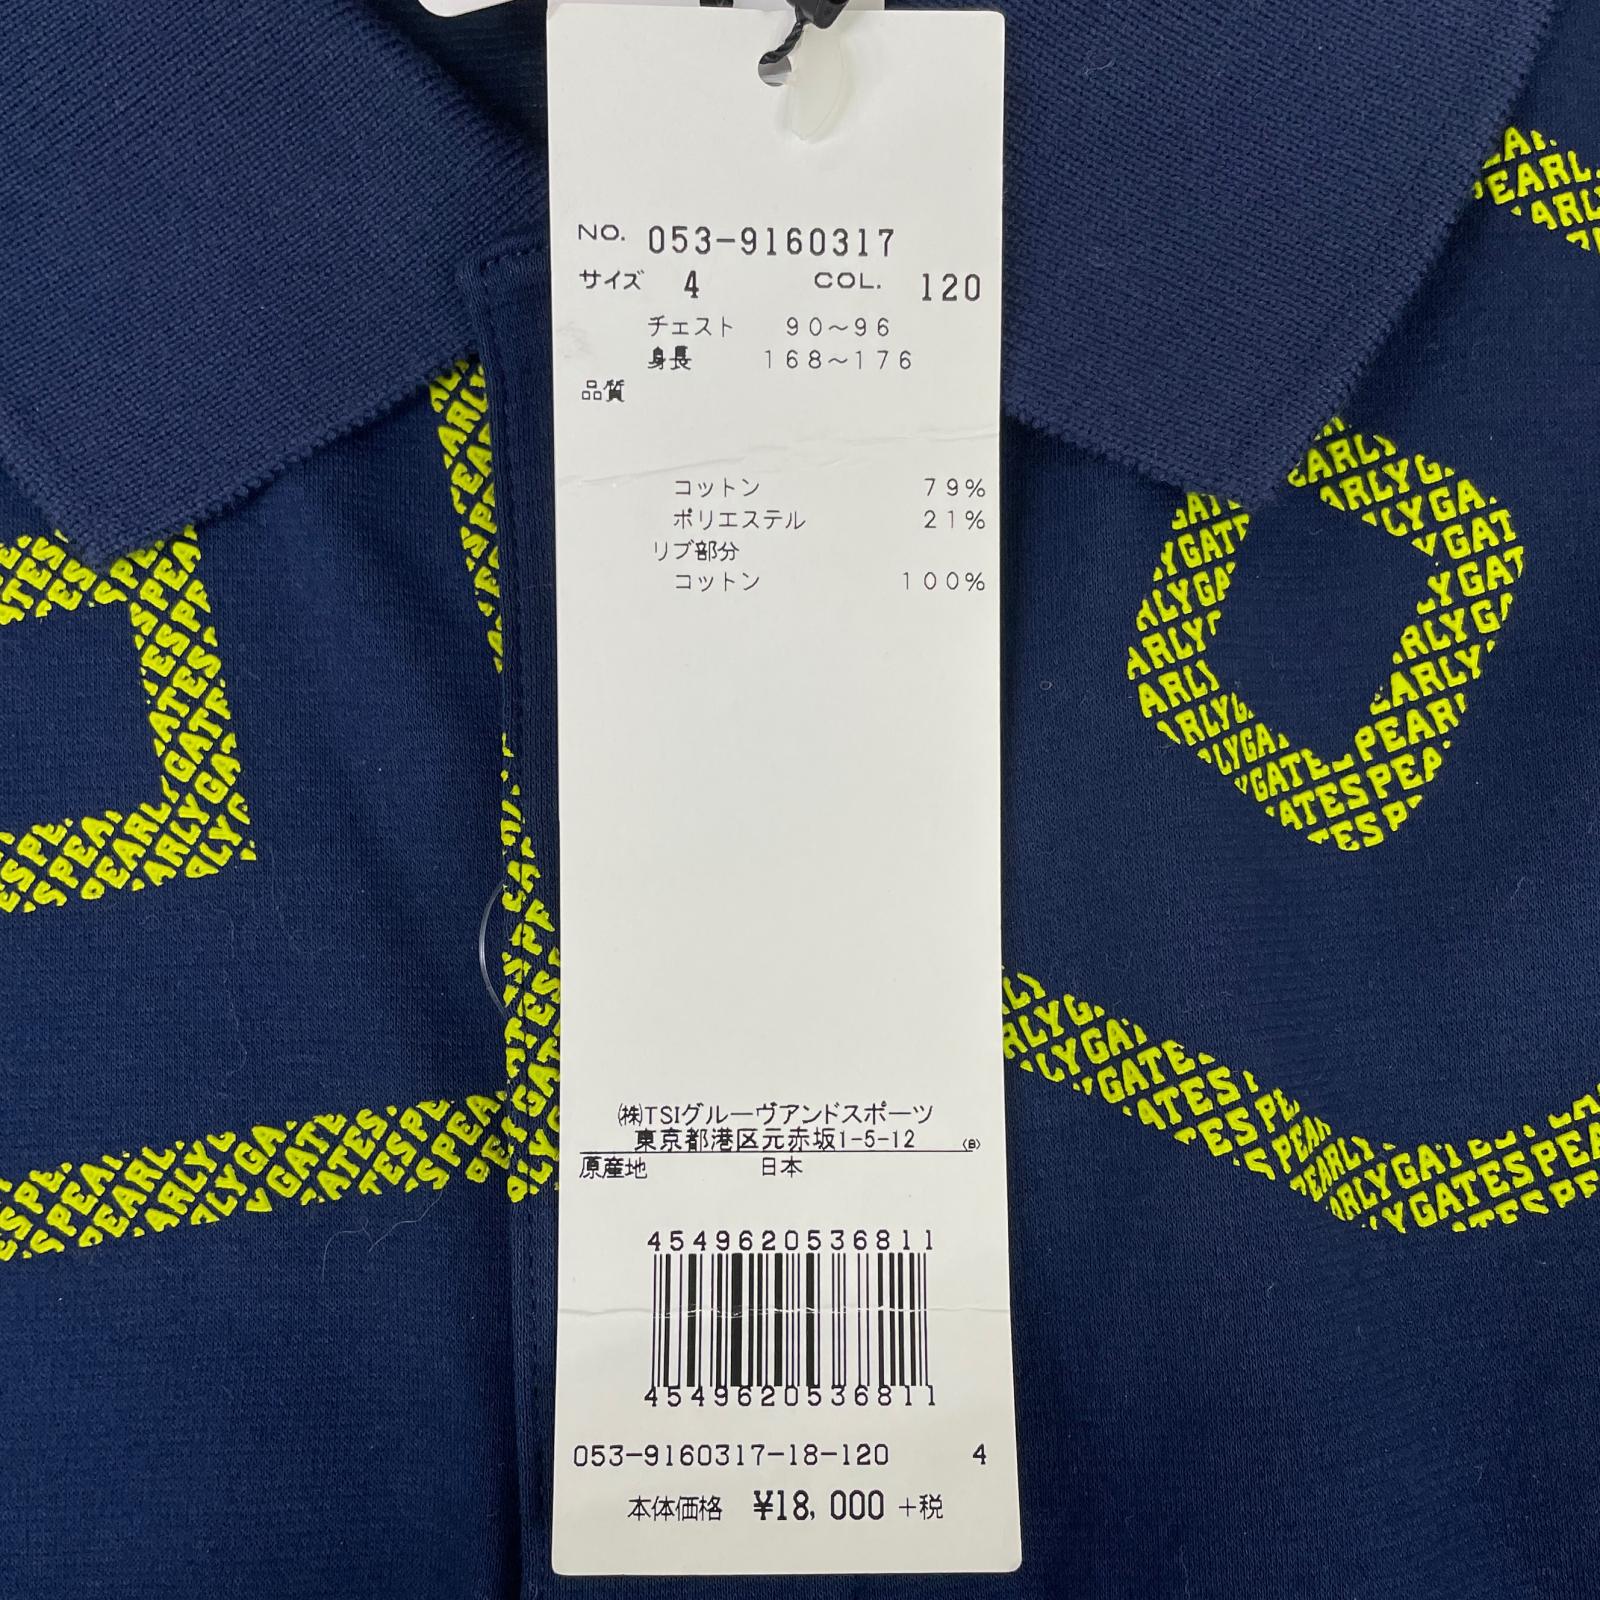 NO. 053-9160317
サイズ 4 COL. 120
チェスト 90～96
身長 168～176
品質
コットン 79%
ポリエステル 21%
リブ部分
コットン 100%
㈱TSIグルーヴアンドスポーツ
東京都港区元赤坂1-5-12 (B)
原産地 日本
4549620536811
4549620536811
053-9160317-18-120 4
本体価格 ¥18,000 +税